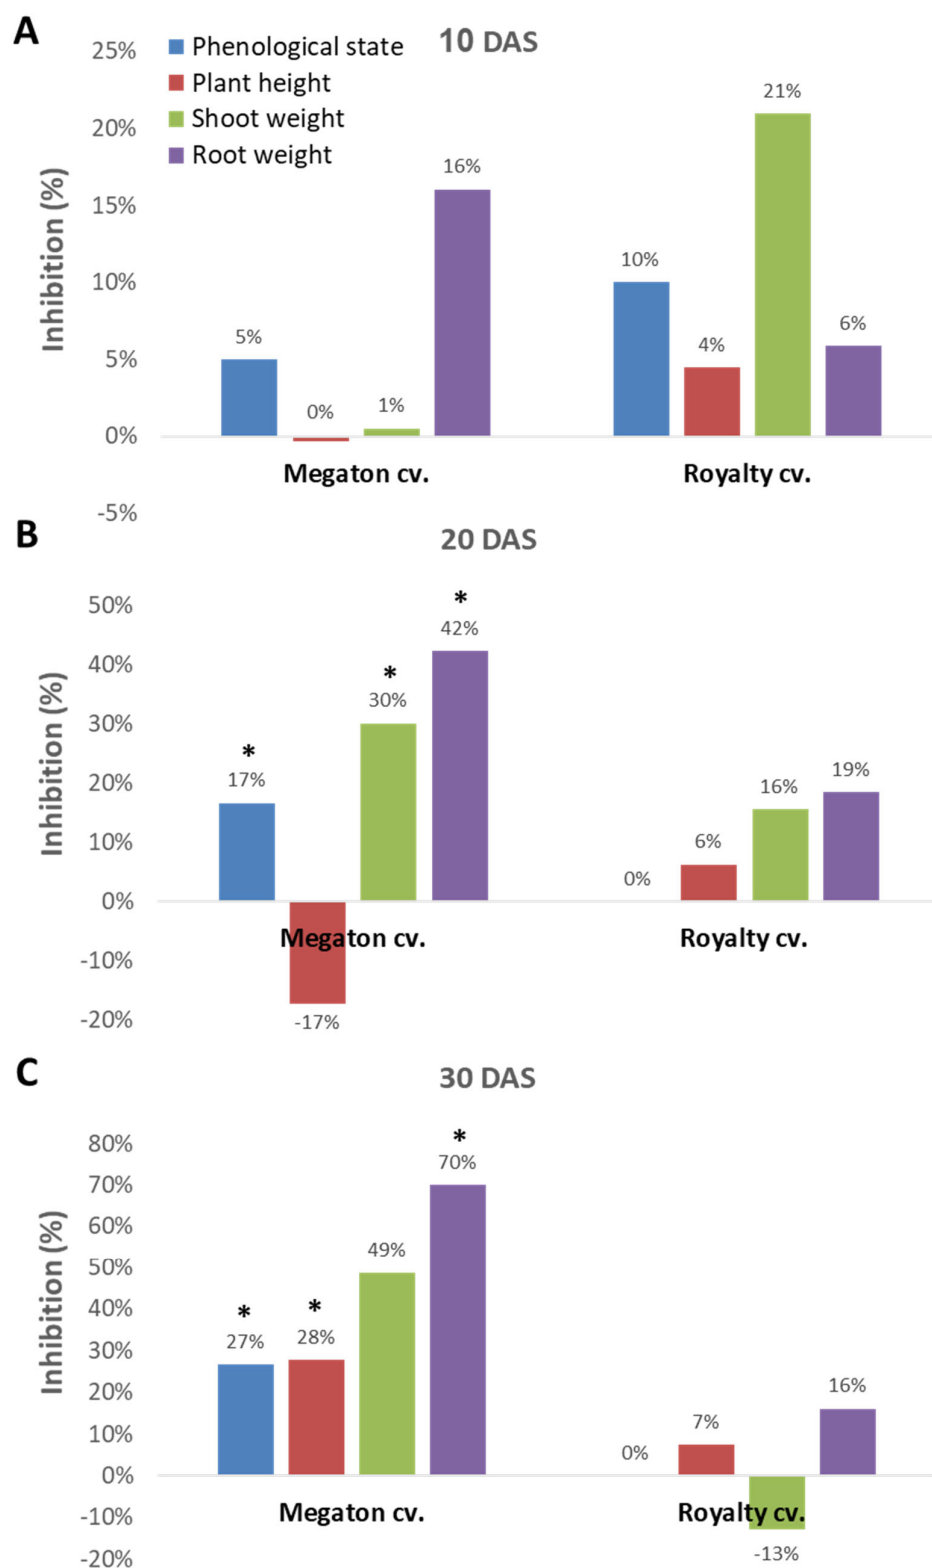 A
10 DAS
Phenological state
Plant height
Shoot weight
Root weight
Inhibition (%)
25%
20%
15%
10%
5%
0%
-5%
5%
0%
1%
16%
10%
4%
21%
6%
Megaton cv.
Royalty cv.
B
20 DAS
Inhibition (%)
50%
40%
30%
20%
10%
0%
-10%
-20%
*
17%
-17%
*
30%
*
42%
0%
6%
16%
19%
Megaton cv.
Royalty cv.
C
30 DAS
Inhibition (%)
80%
70%
60%
50%
40%
30%
20%
10%
0%
-10%
-20%
*
27%
*
28%
49%
*
70%
0%
7%
-13%
16%
Megaton cv.
Royalty cv.